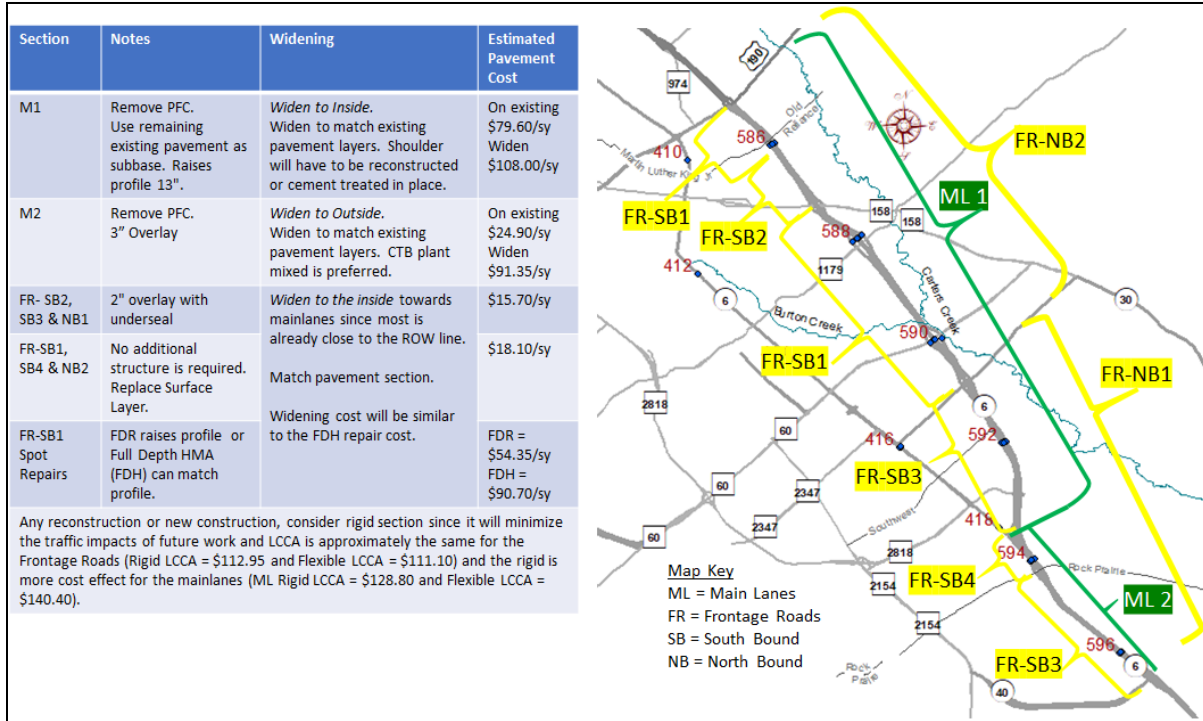 Section
Notes
Widening
Estimated
Pavement
Cost
M1
Remove PFC.
Use remaining
existing pavement as
subbase. Raises
profile 13".
Widen to Inside.
Widen to match existing
pavement layers. Shoulder
will have to be reconstructed
or cement treated in place.
On existing
$79.60/sy
Widen
$108.00/sy
M2
Remove PFC.
3” Overlay
Widen to Outside.
Widen to match existing
pavement layers. CTB plant
mixed is preferred.
On existing
$24.90/sy
Widen
$91.35/sy
FR- SB2,
SB3 & NB1
2" overlay with
underseal
Widen to the inside towards
mainlanes since most is
already close to the ROW line.
Match pavement section.
Widening cost will be similar
to the FDH repair cost.
$15.70/sy
FR-SB1,
SB4 & NB2
No additional
structure is required.
Replace Surface
Layer.
$18.10/sy
FR-SB1
Spot
Repairs
FDR raises profile or
Full Depth HMA
(FDH) can match
profile.
FDR =
$54.35/sy
FDH =
$90.70/sy
Any reconstruction or new construction, consider rigid section since it will minimize
the traffic impacts of future work and LCCA is approximately the same for the
Frontage Roads (Rigid LCCA = $112.95 and Flexible LCCA = $111.10) and the rigid is
more cost effect for the mainlanes (ML Rigid LCCA = $128.80 and Flexible LCCA =
$140.40).
190
974
Old
Reliance
586
410
Martin Luther King Jr
N
E
S
W
FR-NB2
ML 1
FR-SB1
FR-SB2
158
158
588
1179
412
6
Burton Creek
Carters Creek
30
590
FR-SB1
FR-NB1
2818
6
60
416
592
FR-SB3
60
2347
2347
Southwest
418
60
2818
594
Rock Prairie
2154
FR-SB4
ML 2
2154
Map Key
ML = Main Lanes
FR = Frontage Roads
SB = South Bound
NB = North Bound
Rock
Prairie
596
6
FR-SB3
40